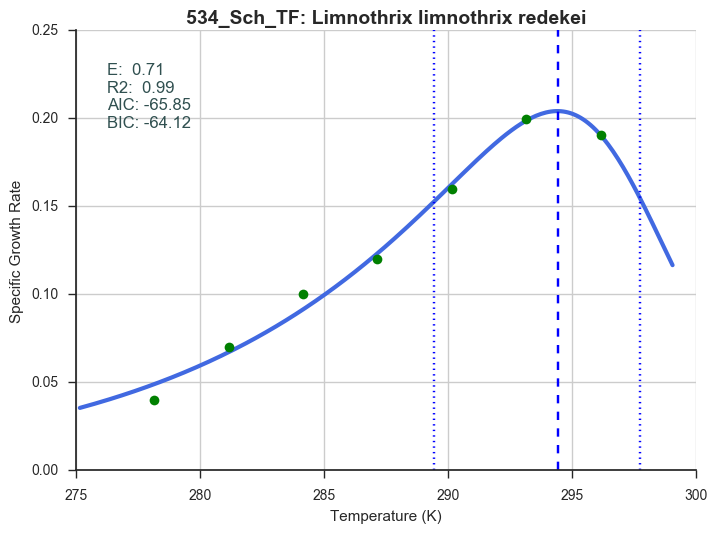 534_Sch_TF: Limnothrix limnothrix redekei
E: 0.71
R2: 0.99
AIC: -65.85
BIC: -64.12
Specific Growth Rate
0.25
0.20
0.15
0.10
0.05
0.00
275 280 285 290 295 300
Temperature (K)